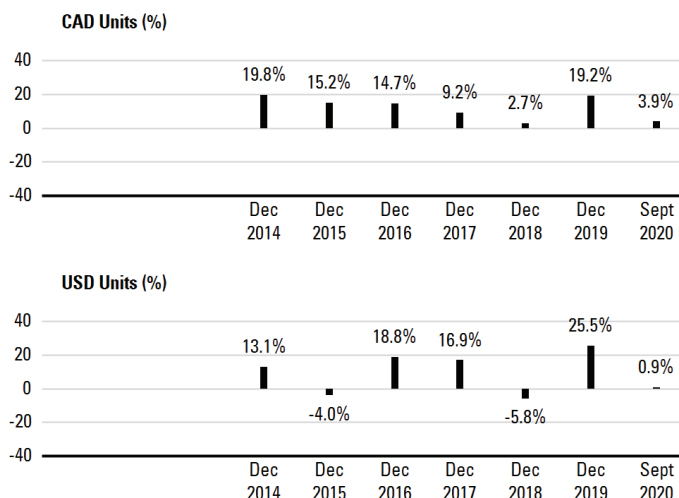 CAD Units (%)
40
19.8% 15.2% 14.7% 9.2% 2.7% 19.2% 3.9%
20
0
-20
-40
Dec Dec Dec Dec Dec Dec Sept
2014 2015 2016 2017 2018 2019 2020
USD Units (%)
40
13.1% -4.0% 18.8% 16.9% -5.8% 25.5% 0.9%
20
0
-20
-40
Dec Dec Dec Dec Dec Dec Sept
2014 2015 2016 2017 2018 2019 2020